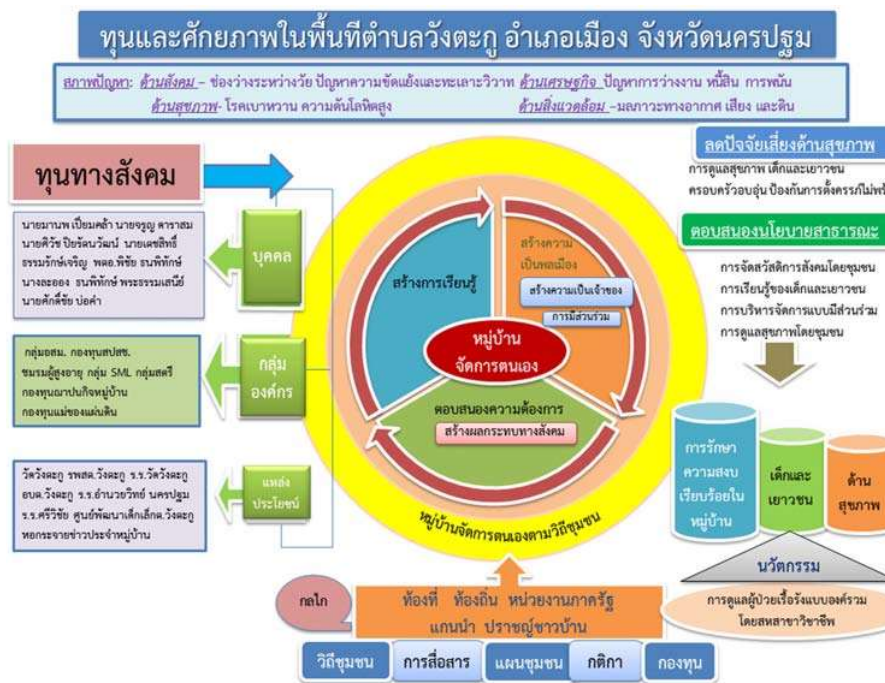 ทุนและศักยภาพในพื้นที่ตำบลวังตะกู อำเภอเมือง จังหวัดนครปฐม
สภาพปัญหา: ด้านสังคม – ช่องว่างระหว่างวัย ปัญหาความขัดแย้งและทะเลาะวิวาท ด้านเศรษฐกิจ ปัญหาการว่างงาน หนี้สิน การพนัน
ด้านสุขภาพ- โรคเบาหวาน ความดันโลหิตสูง ด้านสิ่งแวดล้อม –มลภาวะทางอากาศ เสียง และดิน
ทุนทางสังคม
นายมานพ เปี่ยมคล้า นายจรูญ ดาราสม
นายศิวัช ปิยรัตนวัฒน์ นายเดชสิทธิ์
ธรรมรักษ์เจริญ พตอ.พิชัย ธนพิทักษ์
นางละออง ธนพิทักษ์ พระธรรมเสนีย์
นายศักดิ์ชัย บ่อคำ
บุคคล
กลุ่มอสม. กองทุนสปสช.
ชมรมผู้สูงอายุ กลุ่ม SML กลุ่มสตรี
กองทุนฌาปนกิจหมู่บ้าน
กองทุนแม่ของแผ่นดิน
กลุ่ม
องค์กร
วัดวังตะกู รพสต.วังตะกู ร.ร.วัดวังตะกู
อบต.วังตะกู ร.ร.อำนวยวิทย์ นครปฐม
ร.ร.ศรีวิชัย ศูนย์พัฒนาเด็กเล็กต.วังตะกู
หอกระจายข่าวประจำหมู่บ้าน
แหล่ง
ประโยชน์
สร้างการเรียนรู้
สร้างความ
เป็นพลเมือง
สร้างความเป็นเจ้าของ
การมีส่วนร่วม
หมู่บ้าน
จัดการตนเอง
ตอบสนองความต้องการ
สร้างผลกระทบทางสังคม
หมู่บ้านจัดการตนเองตามวิถีชุมชน
ลดปัจจัยเสี่ยงด้านสุขภาพ
การดูแลสุขภาพ เด็กและเยาวชน
ครอบครัวอบอุ่น ป้องกันการตั้งครรภ์ไม่พร้
ตอบสนองนโยบายสาธารณะ
การจัดสวัสดิการสังคมโดยชุมชน
การเรียนรู้ของเด็กและเยาวชน
การบริหารจัดการแบบมีส่วนร่วม
การดูแลสุขภาพโดยชุมชน
การรักษา
ความสงบ
เรียบร้อยใน
หมู่บ้าน
เด็กและ
เยาวชน
ด้าน
สุขภาพ
นวัตกรรม
การดูแลผู้ป่วยเรื้อรังแบบองค์รวม
โดยสหสาขาวิชาชีพ
กลไก
ท้องที่ ท้องถิ่น หน่วยงานภาครัฐ
แกนนำ ปราชญ์ชาวบ้าน
วิถีชุมชน การสื่อสาร แผนชุมชน กติกา กองทุน